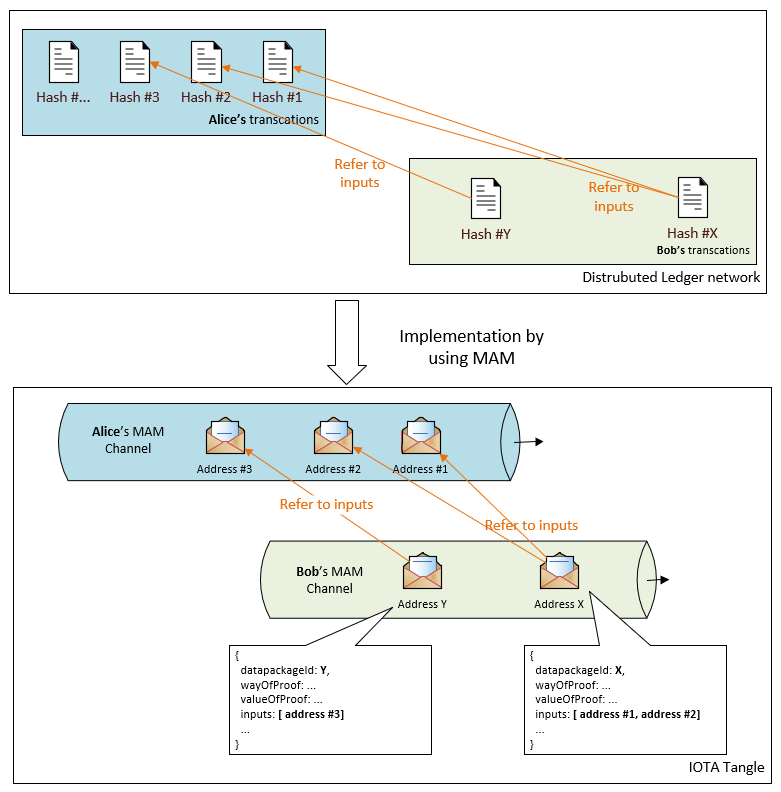 Hash #...
Hash #3
Hash #2
Hash #1
Alice's transcations
Refer to
inputs
Refer to
inputs
Hash #Y
Hash #X
Bob's transcations
Distrubuted Ledger network
Implementation by
using MAM
Alice's MAM
Channel
Address #3
Address #2
Address #1
Refer to inputs
Refer to inputs
Bob's MAM
Channel
Address Y
Address X
{
datapackageId: Y,
wayOfProof: ...
valueOfProof: ...
inputs: [ address #3]
...
}
{
datapackageId: X,
wayOfProof: ...
valueOfProof: ...
inputs: [ address #1, address #2]
...
}
IOTA Tangle